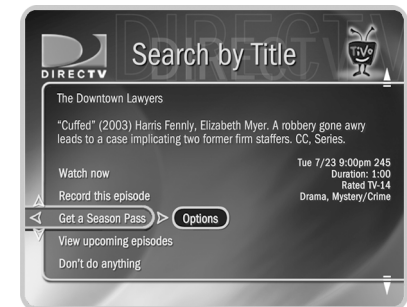 DIRECTV
Search by Title
TiVo
The Downtown Lawyers
"Cuffed" (2003) Harris Fennly, Elizabeth Myer. A robbery gone awry
leads to a case implicating two former firm staffers. CC, Series.
Tue 7/23 9:00pm 245
Duration: 1:00
Rated TV-14
Drama, Mystery/Crime
Watch now
Record this episode
Get a Season Pass
Options
View upcoming episodes
Don't do anything